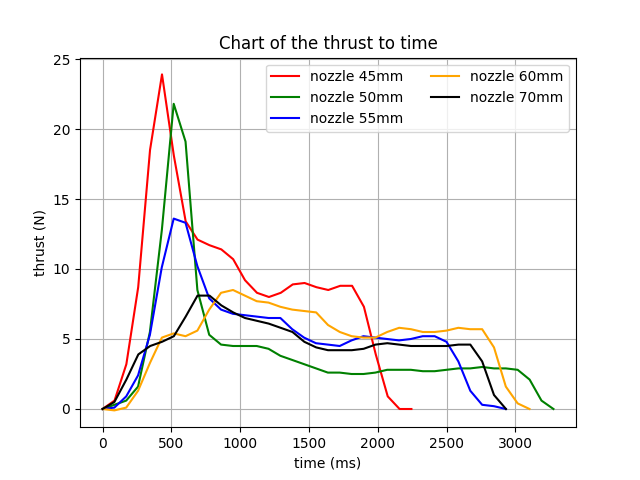 Chart of the thrust to time
nozzle 45mm
nozzle 50mm
nozzle 55mm
nozzle 60mm
nozzle 70mm
25
20
15
10
5
0
thrust (N)
0 500 1000 1500 2000 2500 3000
time (ms)